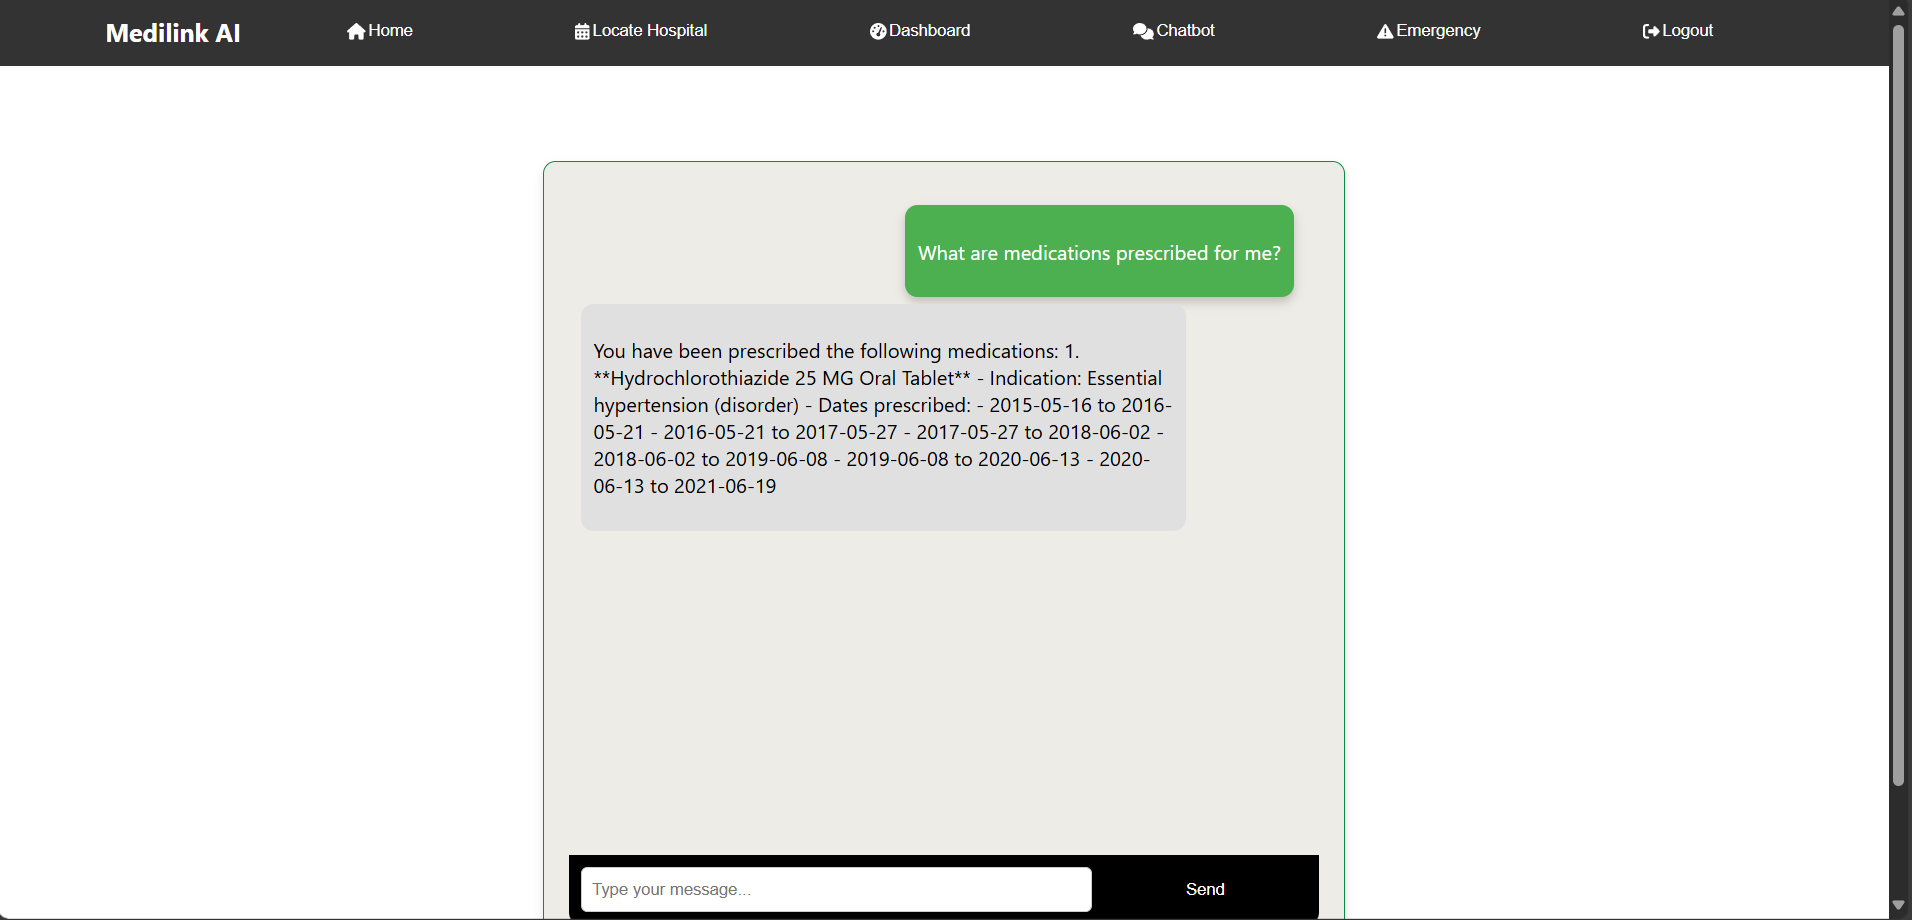 Medilink AI
Home
Locate Hospital
Dashboard
Chatbot
Emergency
Logout
What are medications prescribed for me?
You have been prescribed the following medications: 1.
**Hydrochlorothiazide 25 MG Oral Tablet** - Indication: Essential
hypertension (disorder) - Dates prescribed: - 2015-05-16 to 2016-
05-21 - 2016-05-21 to 2017-05-27 - 2017-05-27 to 2018-06-02 -
2018-06-02 to 2019-06-08 - 2019-06-08 to 2020-06-13 - 2020-
06-13 to 2021-06-19
Type your message...
Send